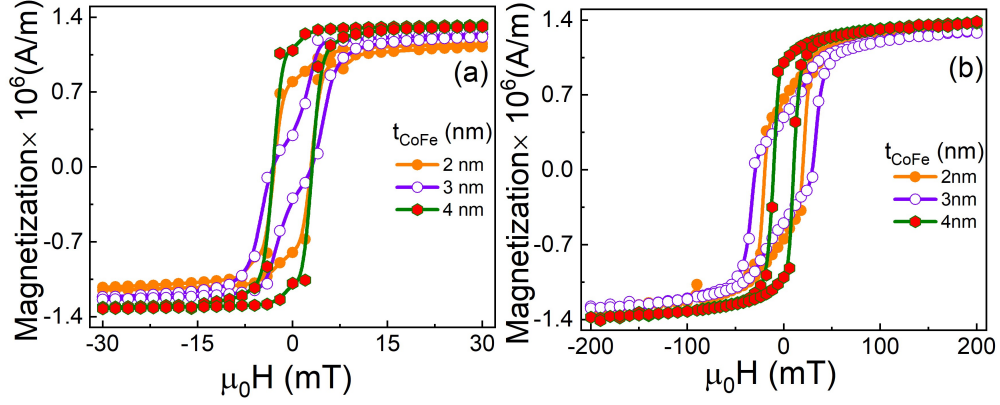 Magnetization× 10⁶(A/m)
1.4
0.7
0.0
-0.7
-1.4
(a)
t_CoFe (nm)
2 nm
3 nm
4 nm
-30
-15
0
15
30
μ₀H (mT)
Magnetization× 10⁶(A/m)
1.4
0.7
0.0
-0.7
-1.4
(b)
t_CoFe (nm)
2nm
3nm
4nm
-200
-100
0
100
200
μ₀H (mT)